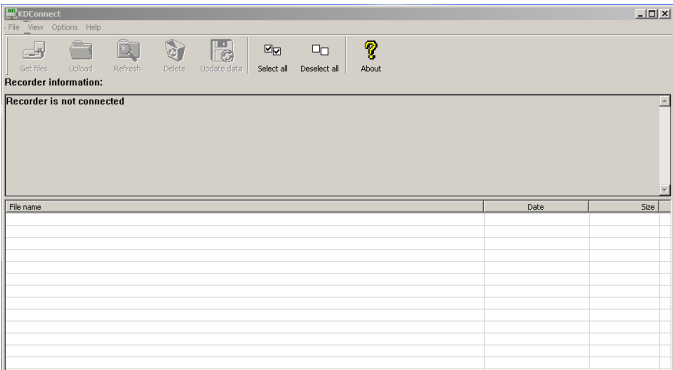 KDConnect
File View Options Help
Get files Upload Refresh Delete Update data Select all Deselect all About
Recorder information:
Recorder is not connected
File name Date Size